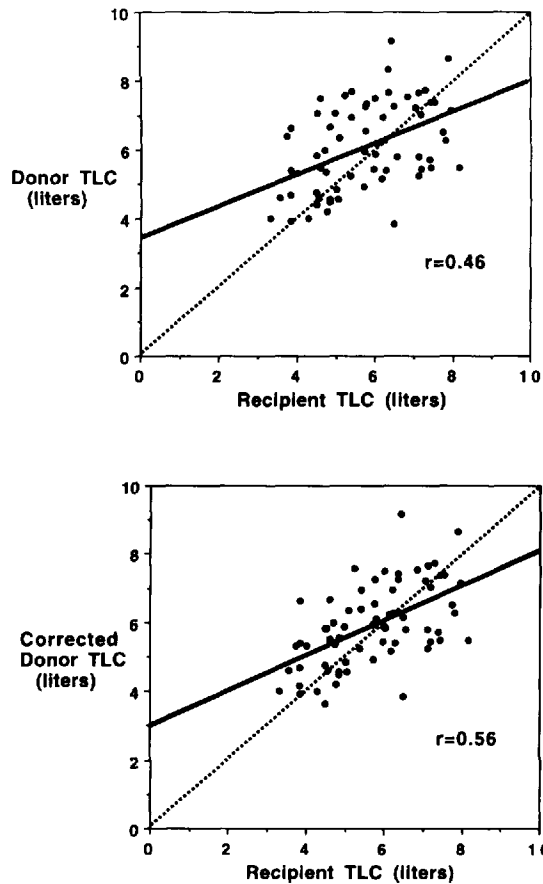 10
8
Donor TLC
(liters)
6
4
2
0
r=0.46
0 2 4 6 8 10
Recipient TLC (liters)
10
8
Corrected
Donor TLC
(liters)
6
4
2
0
r=0.56
0 2 4 6 8 10
Recipient TLC (liters)